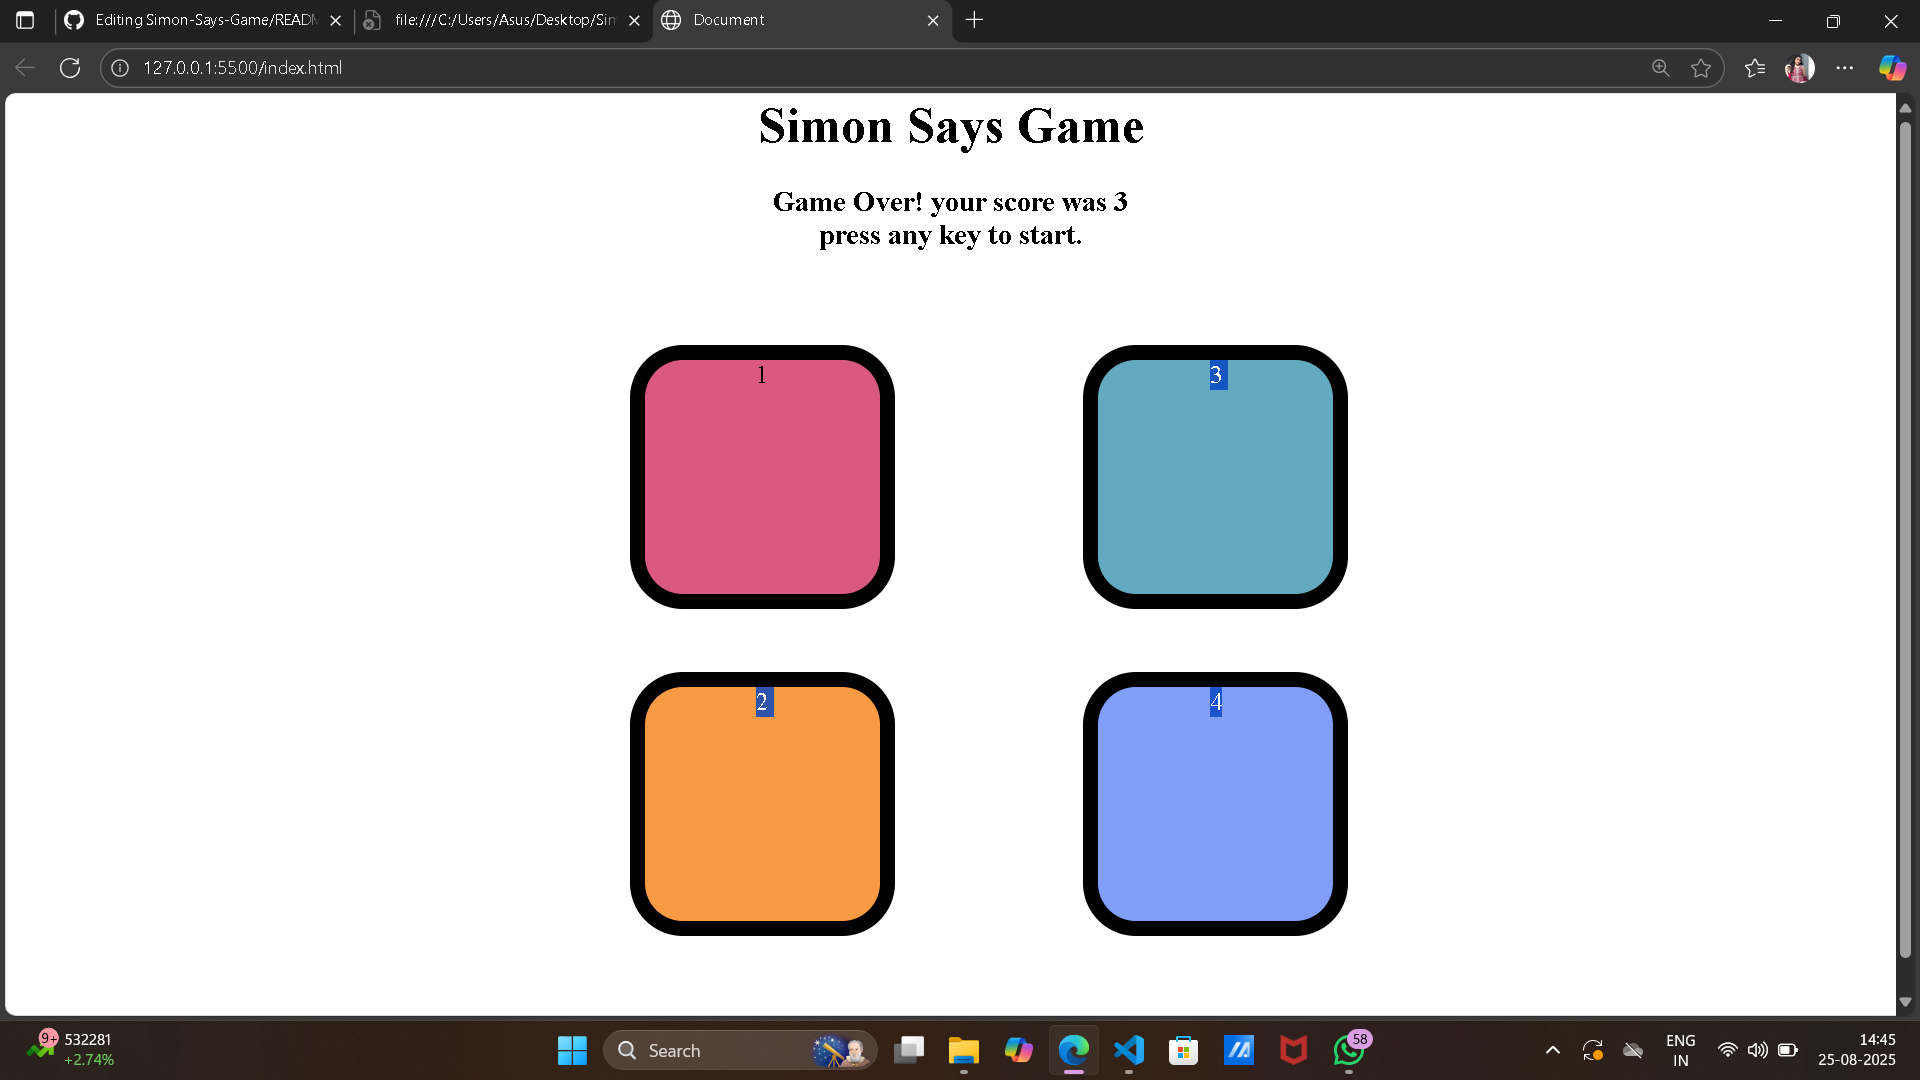 Editing Simon-Says-Game/READM
file:///C:/Users/Asus/Desktop/Sim
Document
127.0.0.1:5500/index.html
Simon Says Game
Game Over! your score was 3
press any key to start.
1
3
2
4
9+
532281
+2.74%
Search
58
ENG
IN
14:45
25-08-2025